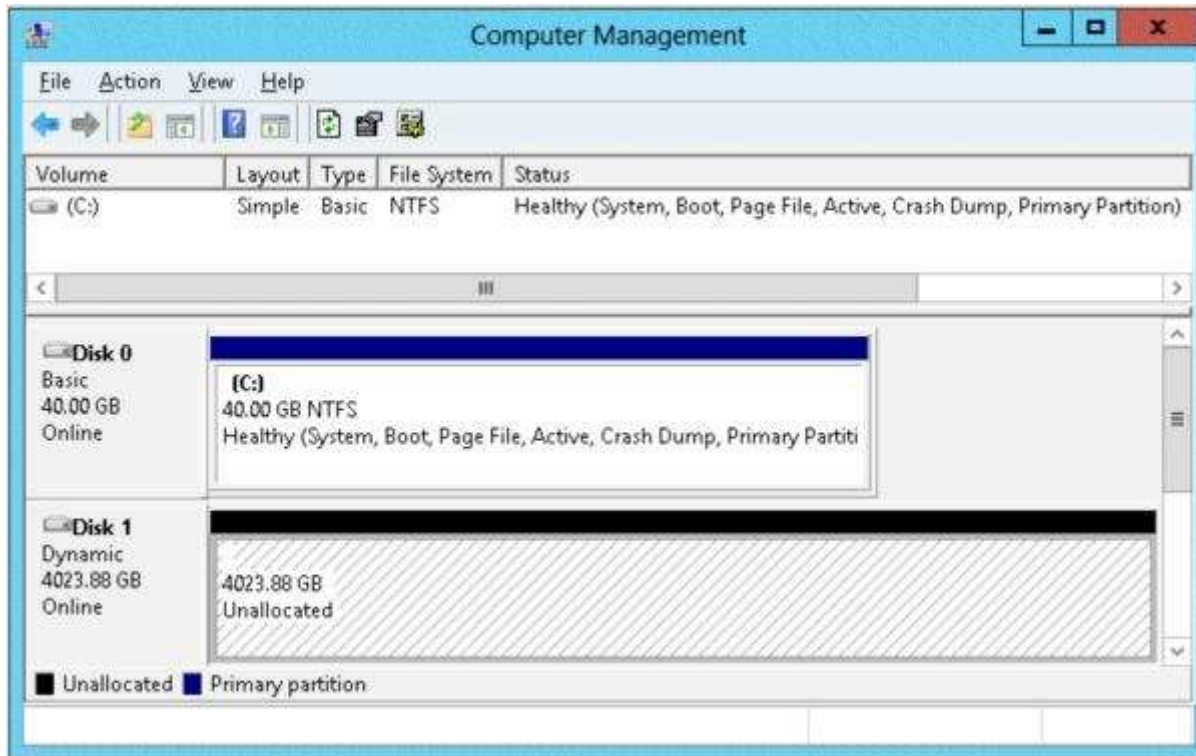 Computer Management
File Action View Help
Volume Layout Type File System Status
(C:) Simple Basic NTFS Healthy (System, Boot, Page File, Active, Crash Dump, Primary Partition)
Disk 0
Basic
40.00 GB
Online
(C:)
40.00 GB NTFS
Healthy (System, Boot, Page File, Active, Crash Dump, Primary Partiti
Disk 1
Dynamic
4023.88 GB
Online
4023.88 GB
Unallocated
Unallocated Primary partition